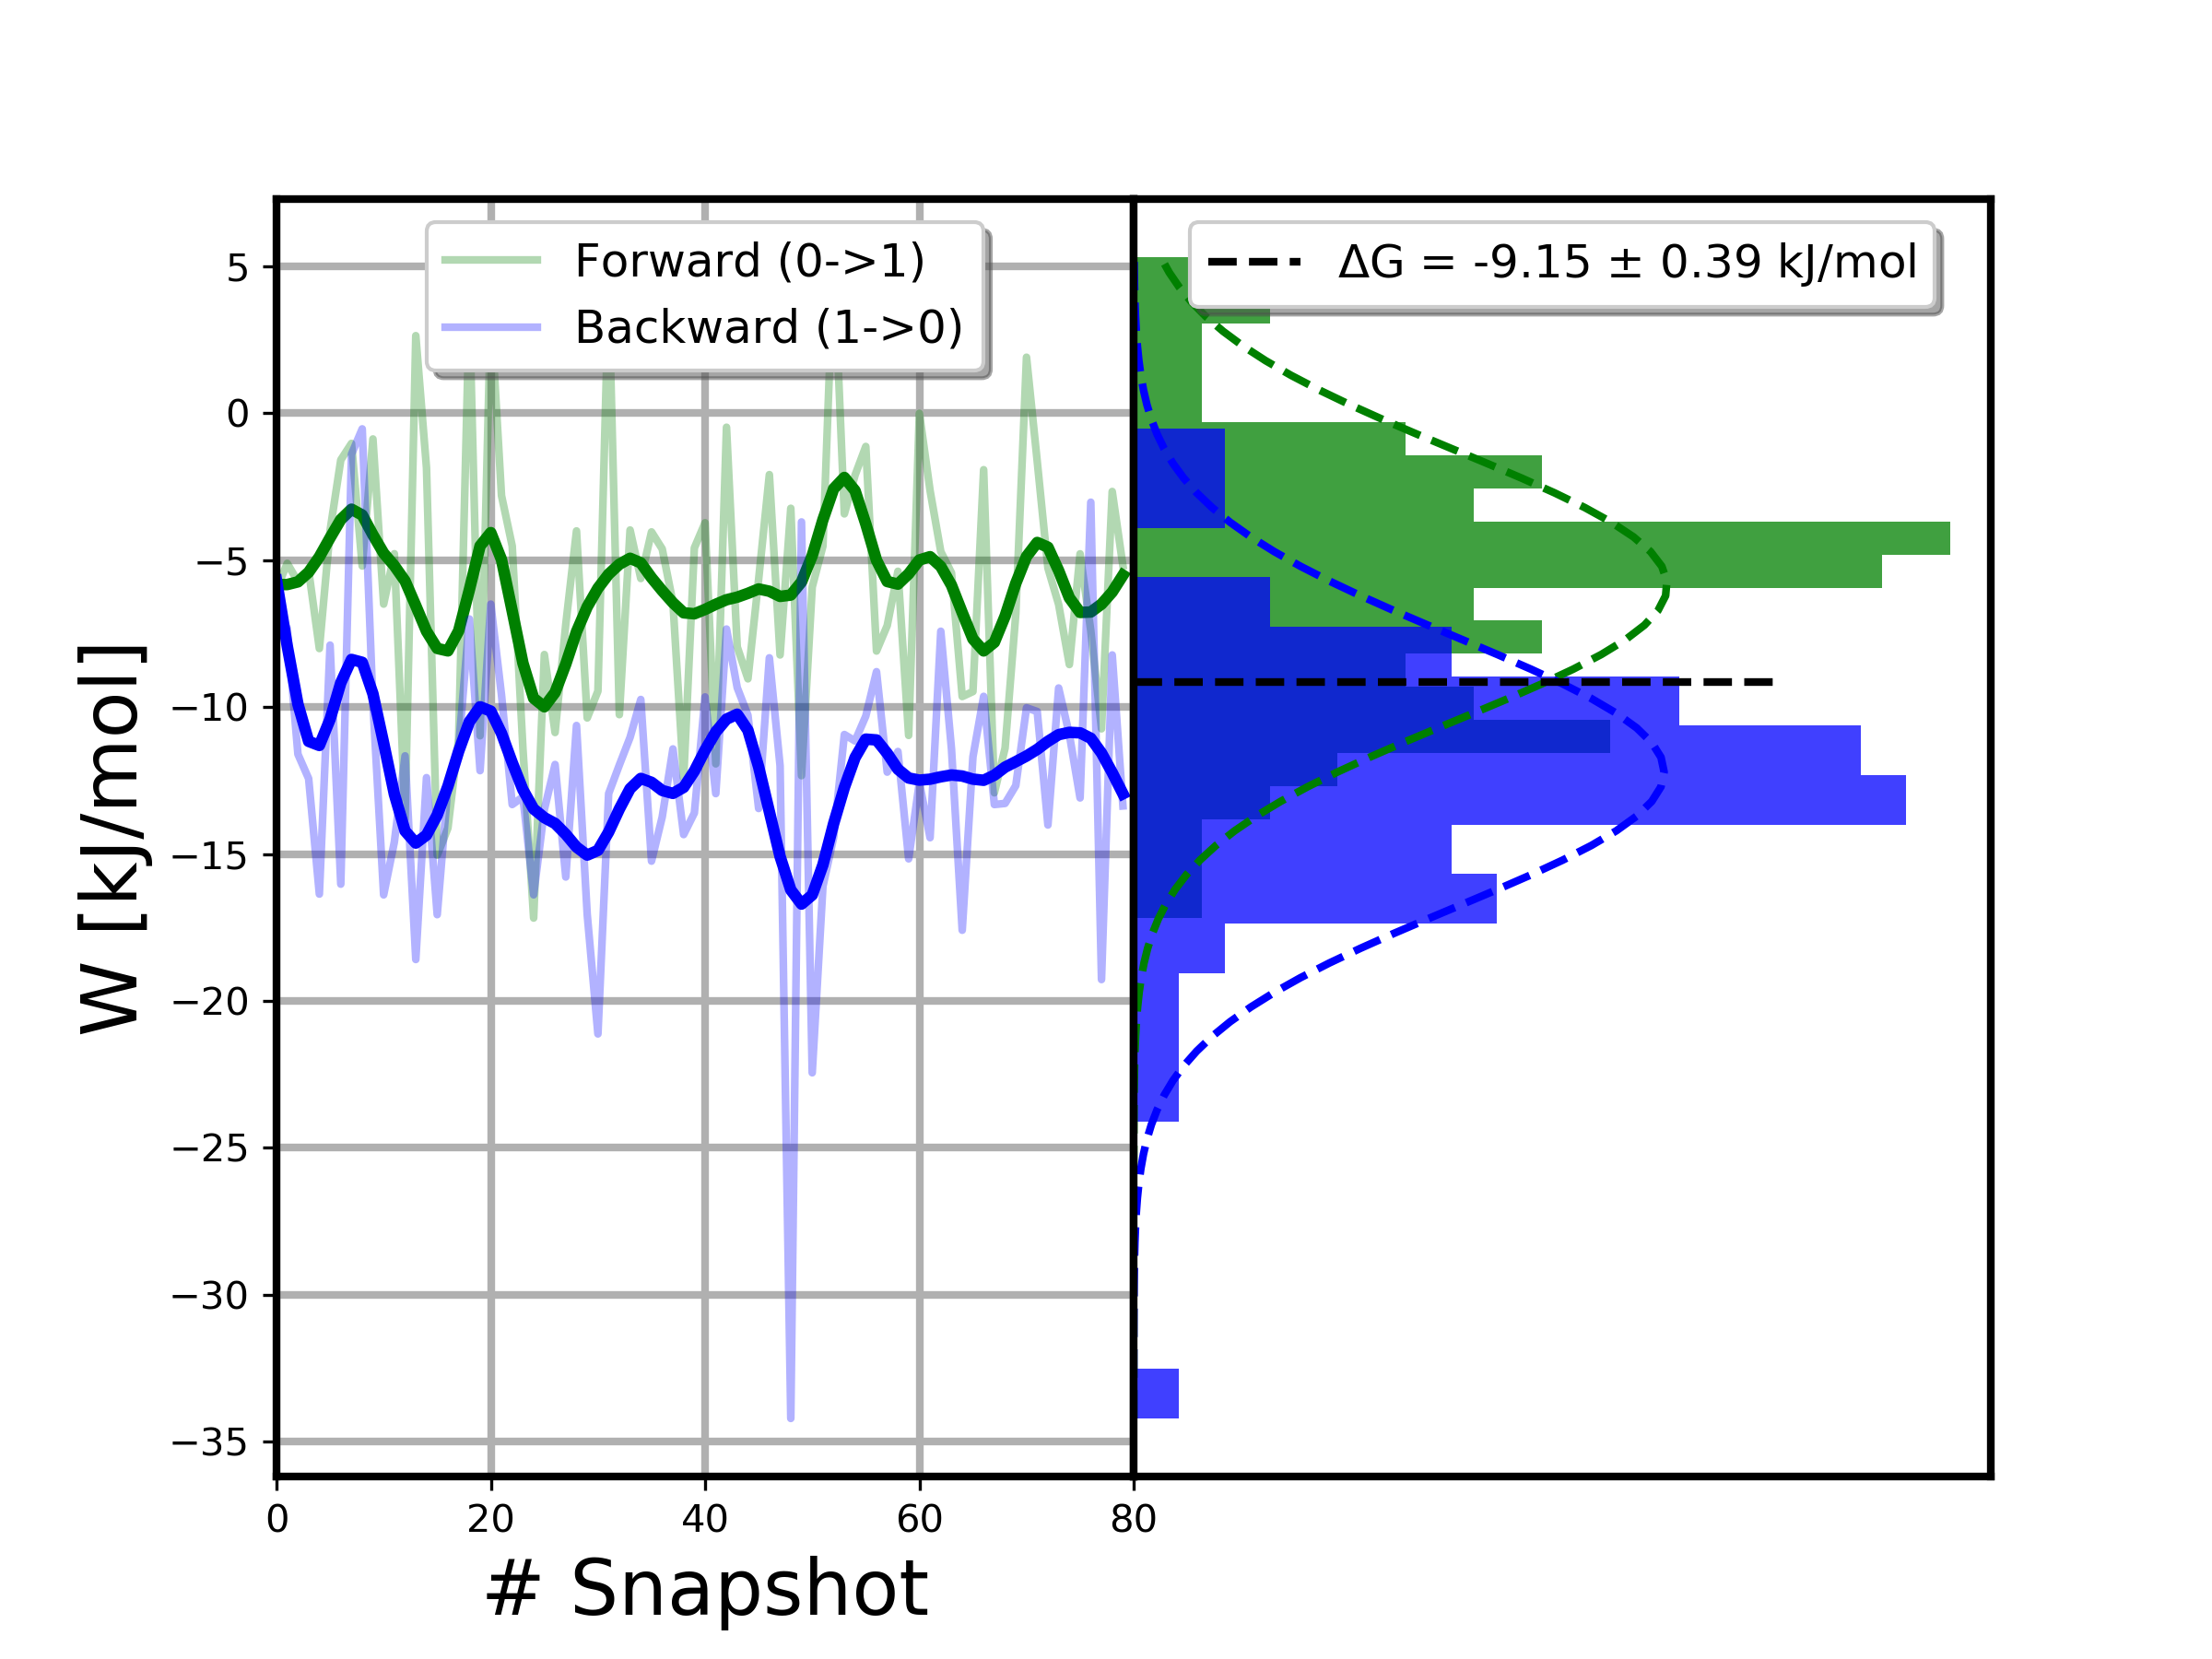 Forward (0->1)
Backward (1->0)
ΔG = -9.15 ± 0.39 kJ/mol
W [kJ/mol]
5
0
−5
−10
−15
−20
−25
−30
−35
0 20 40 60 80
# Snapshot